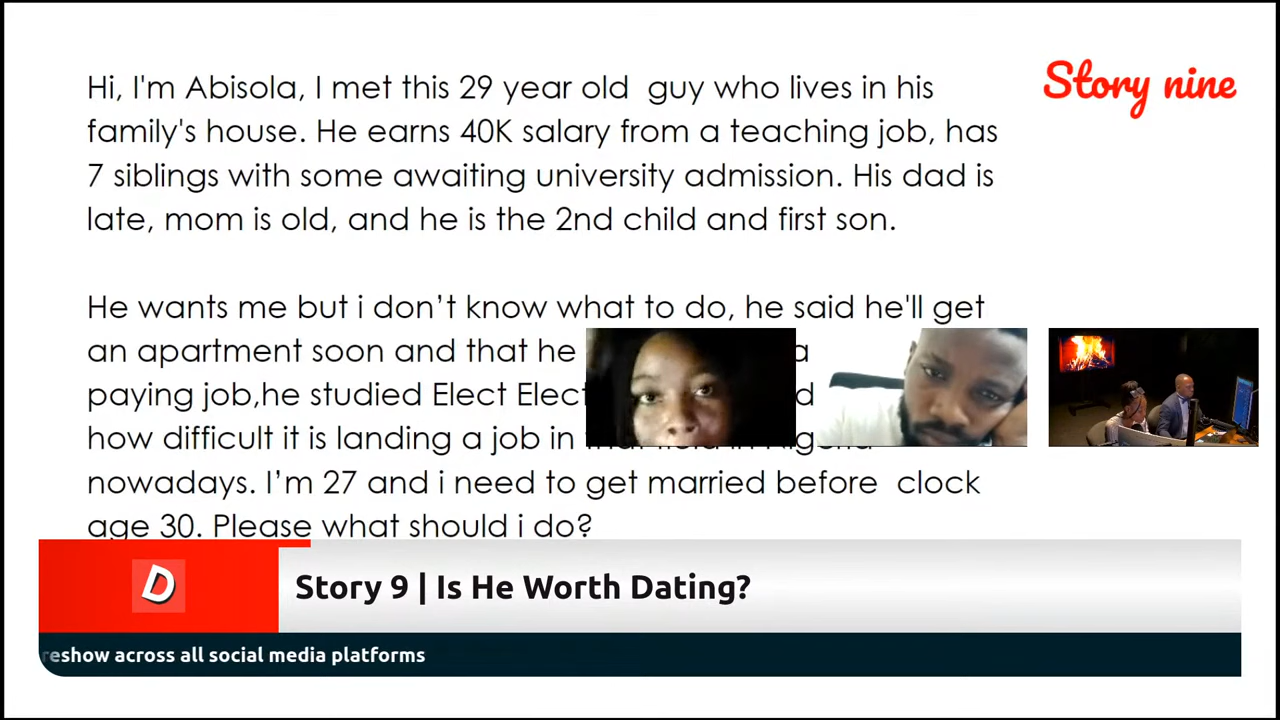 Story nine
Hi, I'm Abisola, I met this 29 year old guy who lives in his
family's house. He earns 40K salary from a teaching job, has
7 siblings with some awaiting university admission. His dad is
late, mom is old, and he is the 2nd child and first son.
He wants me but i don't know what to do, he said he'll get
an apartment soon and that he a
paying job,he studied Elect
how difficult it is landing a job in
nowadays. I'm 27 and i need to get married before clock
age 30. Please what should i do?
D
Story 9 | Is He Worth Dating?
reshow across all social media platforms